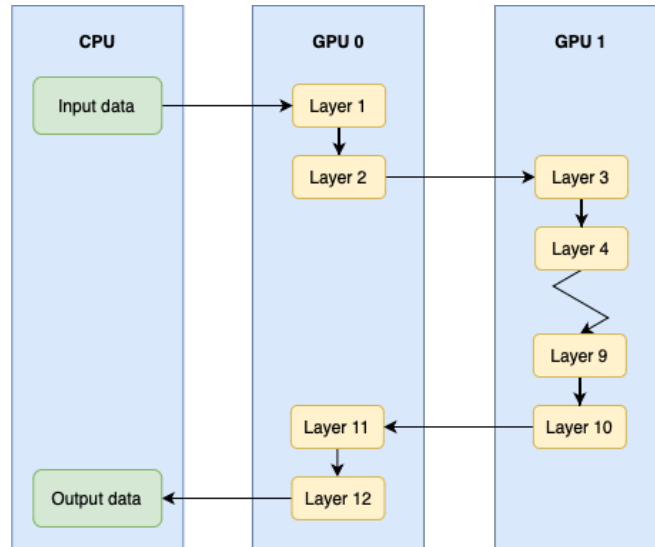 CPU
GPU 0
GPU 1
Input data
Layer 1
Layer 2
Layer 3
Layer 4
Layer 9
Layer 10
Layer 11
Layer 12
Output data